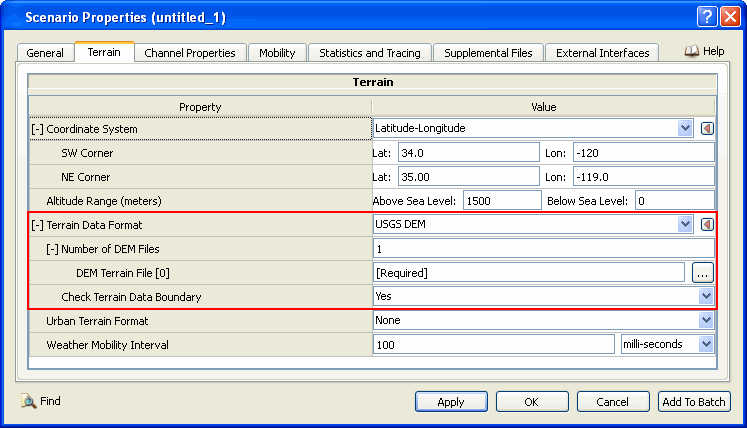 Scenario Properties (untitled_1)
General Terrain Channel Properties Mobility Statistics and Tracing Supplemental Files External Interfaces Help
Terrain
Property Value
[-] Coordinate System Latitude-Longitude
SW Corner Lat: 34.0 Lon: -120
NE Corner Lat: 35.00 Lon: -119.0
Altitude Range (meters) Above Sea Level: 1500 Below Sea Level: 0
[-] Terrain Data Format USGS DEM
[-] Number of DEM Files 1
DEM Terrain File [0] [Required] ...
Check Terrain Data Boundary Yes
Urban Terrain Format None
Weather Mobility Interval 100 milli-seconds
Find Apply OK Cancel Add To Batch